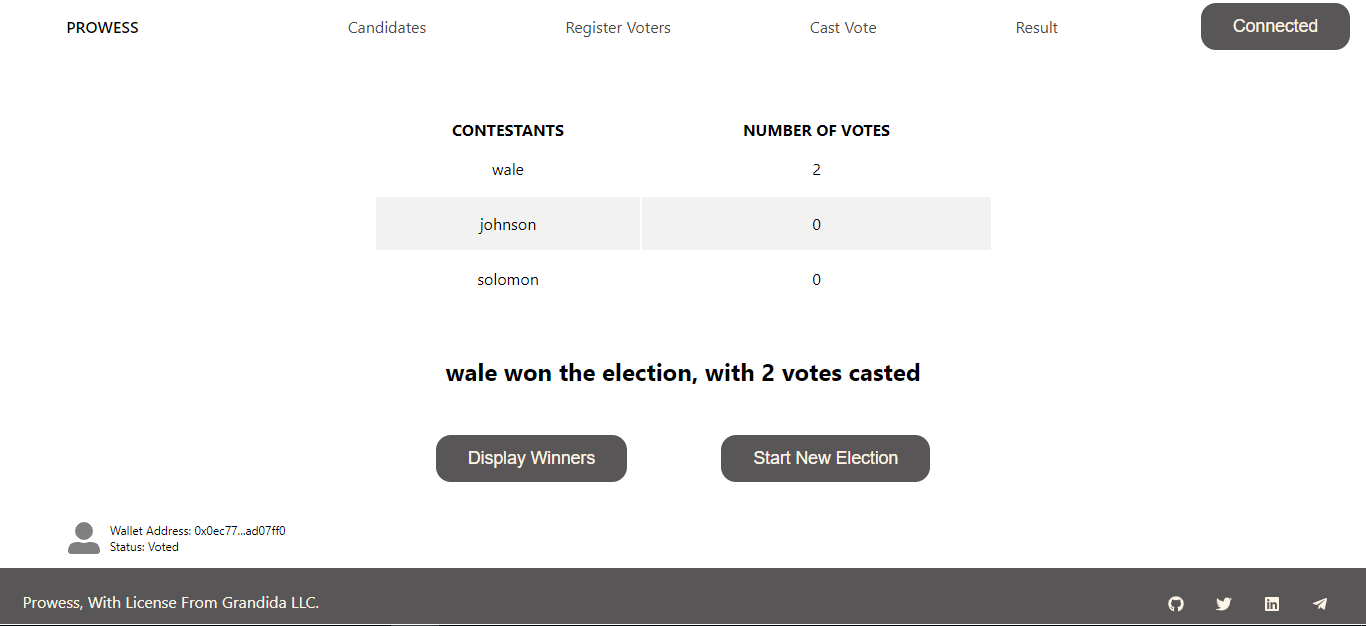 PROWESS Candidates Register Voters Cast Vote Result Connected
CONTESTANTS NUMBER OF VOTES
wale 2
johnson 0
solomon 0
wale won the election, with 2 votes casted
Display Winners Start New Election
Wallet Address: 0x0ec77...ad07ff0
Status: Voted
Prowess, With License From Grandida LLC.